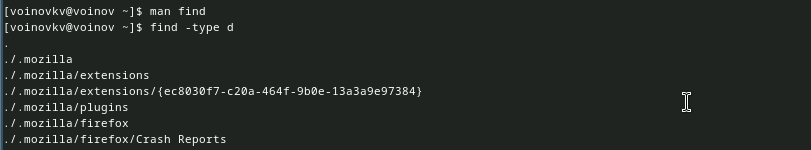 [voinovkv@voinov ~]$ man find
[voinovkv@voinov ~]$ find -type d
.
./.mozilla
./.mozilla/extensions
./.mozilla/extensions/{ec8030f7-c20a-464f-9b0e-13a3a9e97384}
./.mozilla/plugins
./.mozilla/firefox
./.mozilla/firefox/Crash Reports